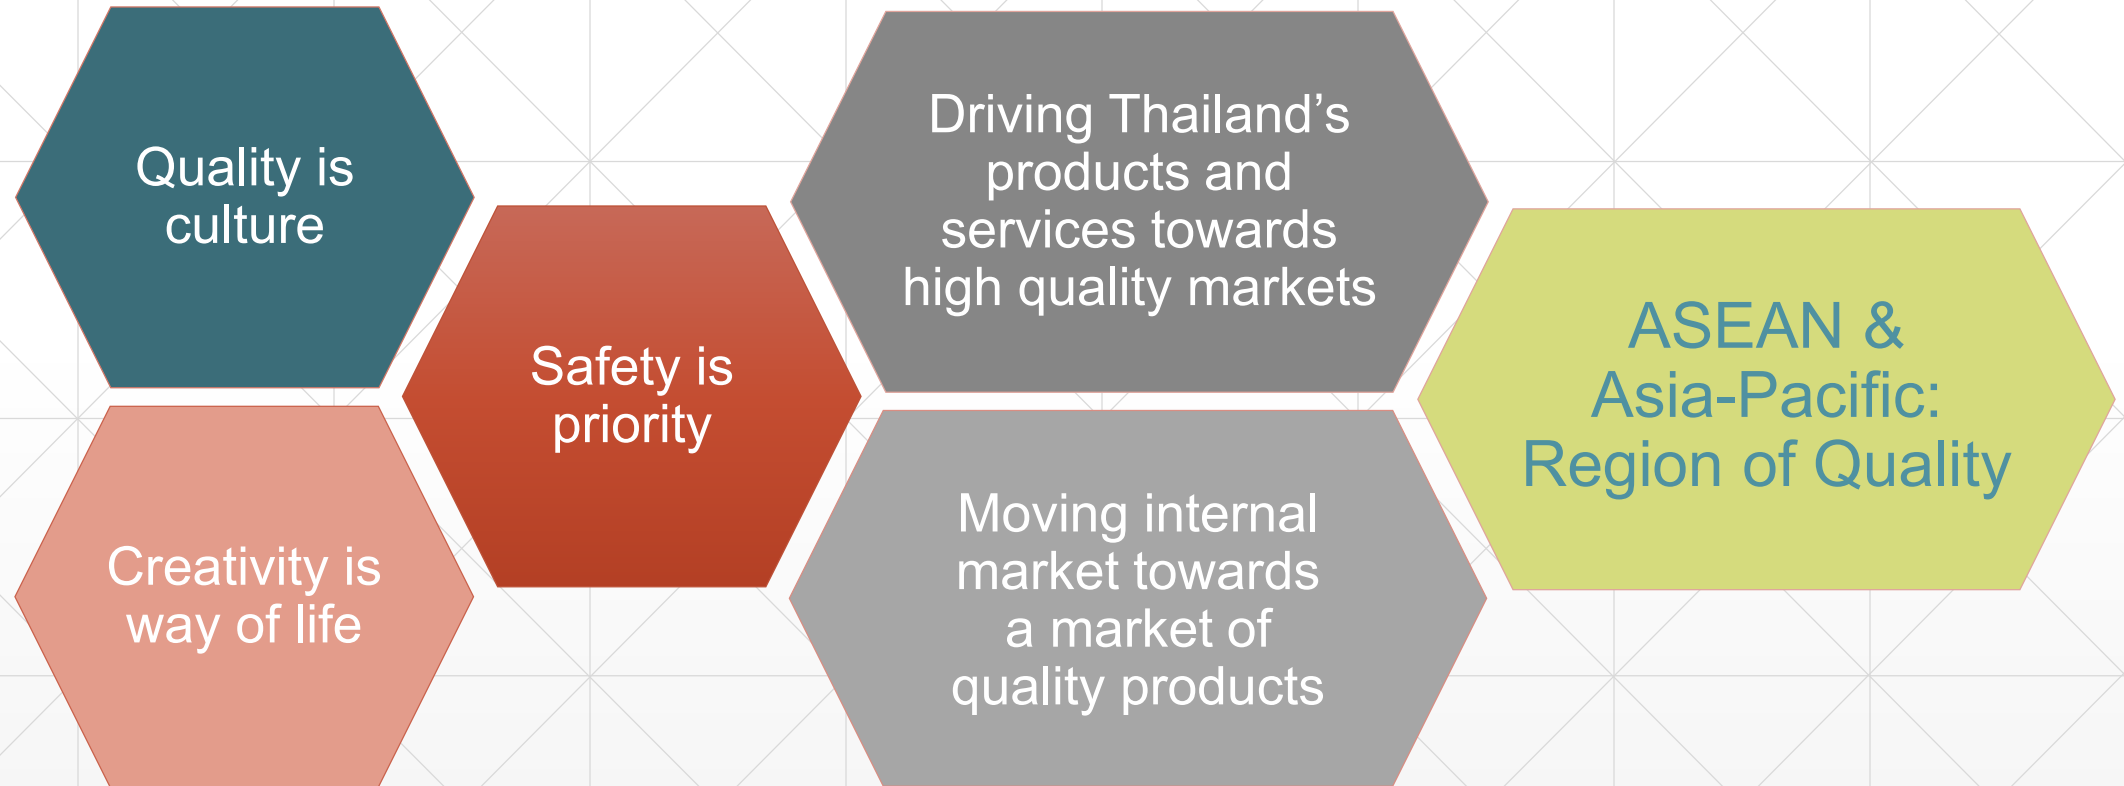 Quality is
culture
Creativity is
way of life
Safety is
priority
Driving Thailand’s
products and
services towards
high quality markets
Moving internal
market towards
a market of
quality products
ASEAN &
Asia-Pacific:
Region of Quality